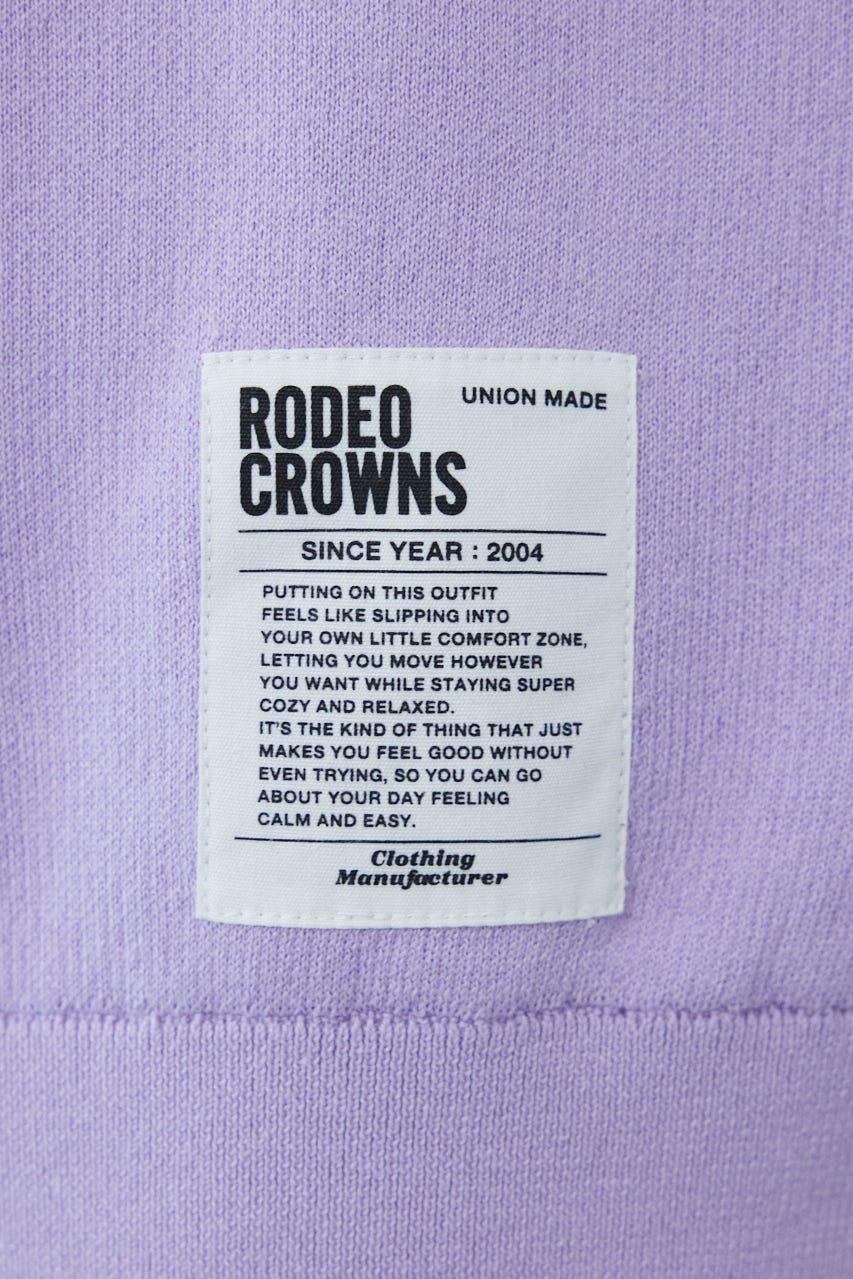 RODEO
CROWNS
UNION MADE
SINCE YEAR : 2004
PUTTING ON THIS OUTFIT
FEELS LIKE SLIPPING INTO
YOUR OWN LITTLE COMFORT ZONE,
LETTING YOU MOVE HOWEVER
YOU WANT WHILE STAYING SUPER
COZY AND RELAXED.
IT'S THE KIND OF THING THAT JUST
MAKES YOU FEEL GOOD WITHOUT
EVEN TRYING, SO YOU CAN GO
ABOUT YOUR DAY FEELING
CALM AND EASY.
Clothing
Manufacturer